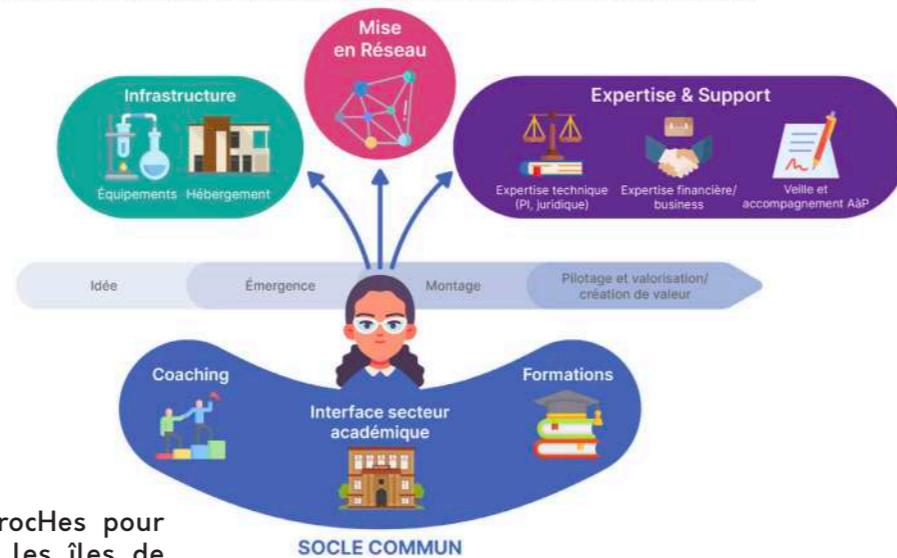 Mise
en Réseau
Infrastructure
Équipements
Hébergement
Expertise & Support
Expertise technique
(PI, juridique)
Expertise financière/
business
Veille et
accompagnement AàP
Idée
Émergence
Montage
Pilotage et valorisation/
création de valeur
Coaching
Interface secteur
académique
Formations
SOCLE COMMUN
rocHes pour
les îles de